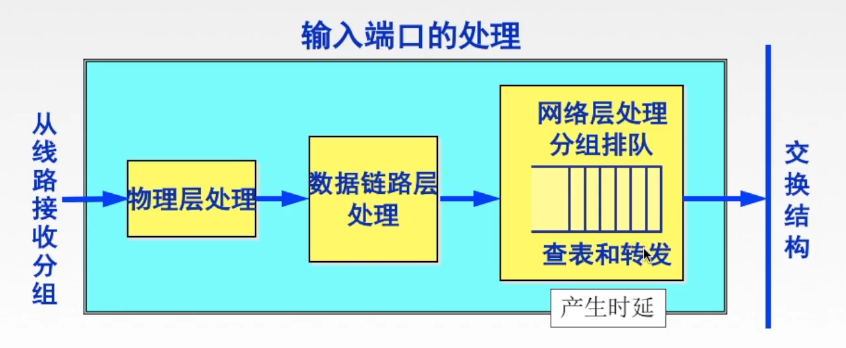 输入端口的处理
从线路接收分组
物理层处理
数据链路层
处理
网络层处理
分组排队
查表和转发
产生时延
交换结构